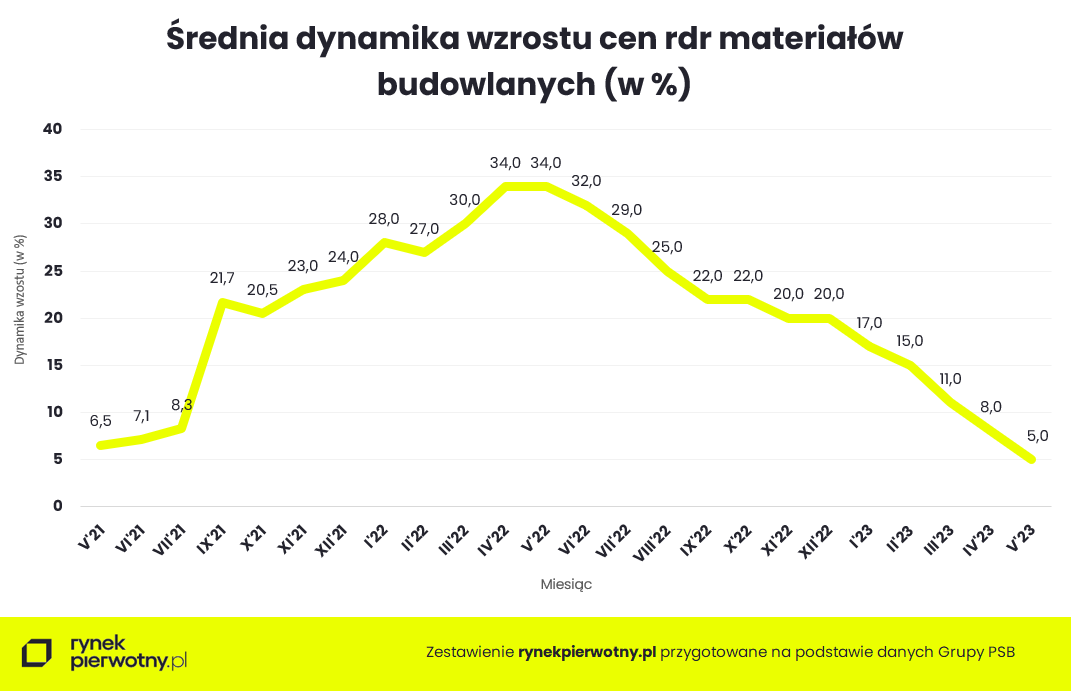 Średnia dynamika wzrostu cen rdr materiałów
budowlanych (w %)
Dynamika wzostu (w %)
40
35
30
25
20
15
10
5
0
6,5
7,1
8,3
21,7
20,5
23,0
24,0
28,0
27,0
30,0
34,0
34,0
32,0
29,0
25,0
22,0
22,0
20,0
20,0
17,0
15,0
11,0
8,0
5,0
V'21
VI'21
VII'21
IX'21
X'21
XI'21
XII'21
I'22
II'22
III'22
IV'22
V'22
VI'22
VII'22
VIII'22
IX'22
X'22
XI'22
XII'22
I'23
II'23
III'23
IV'23
V'23
Miesiąc
rynek
pierwotny.pl
Zestawienie rynekpierwotny.pl przygotowane na podstawie danych Grupy PSB